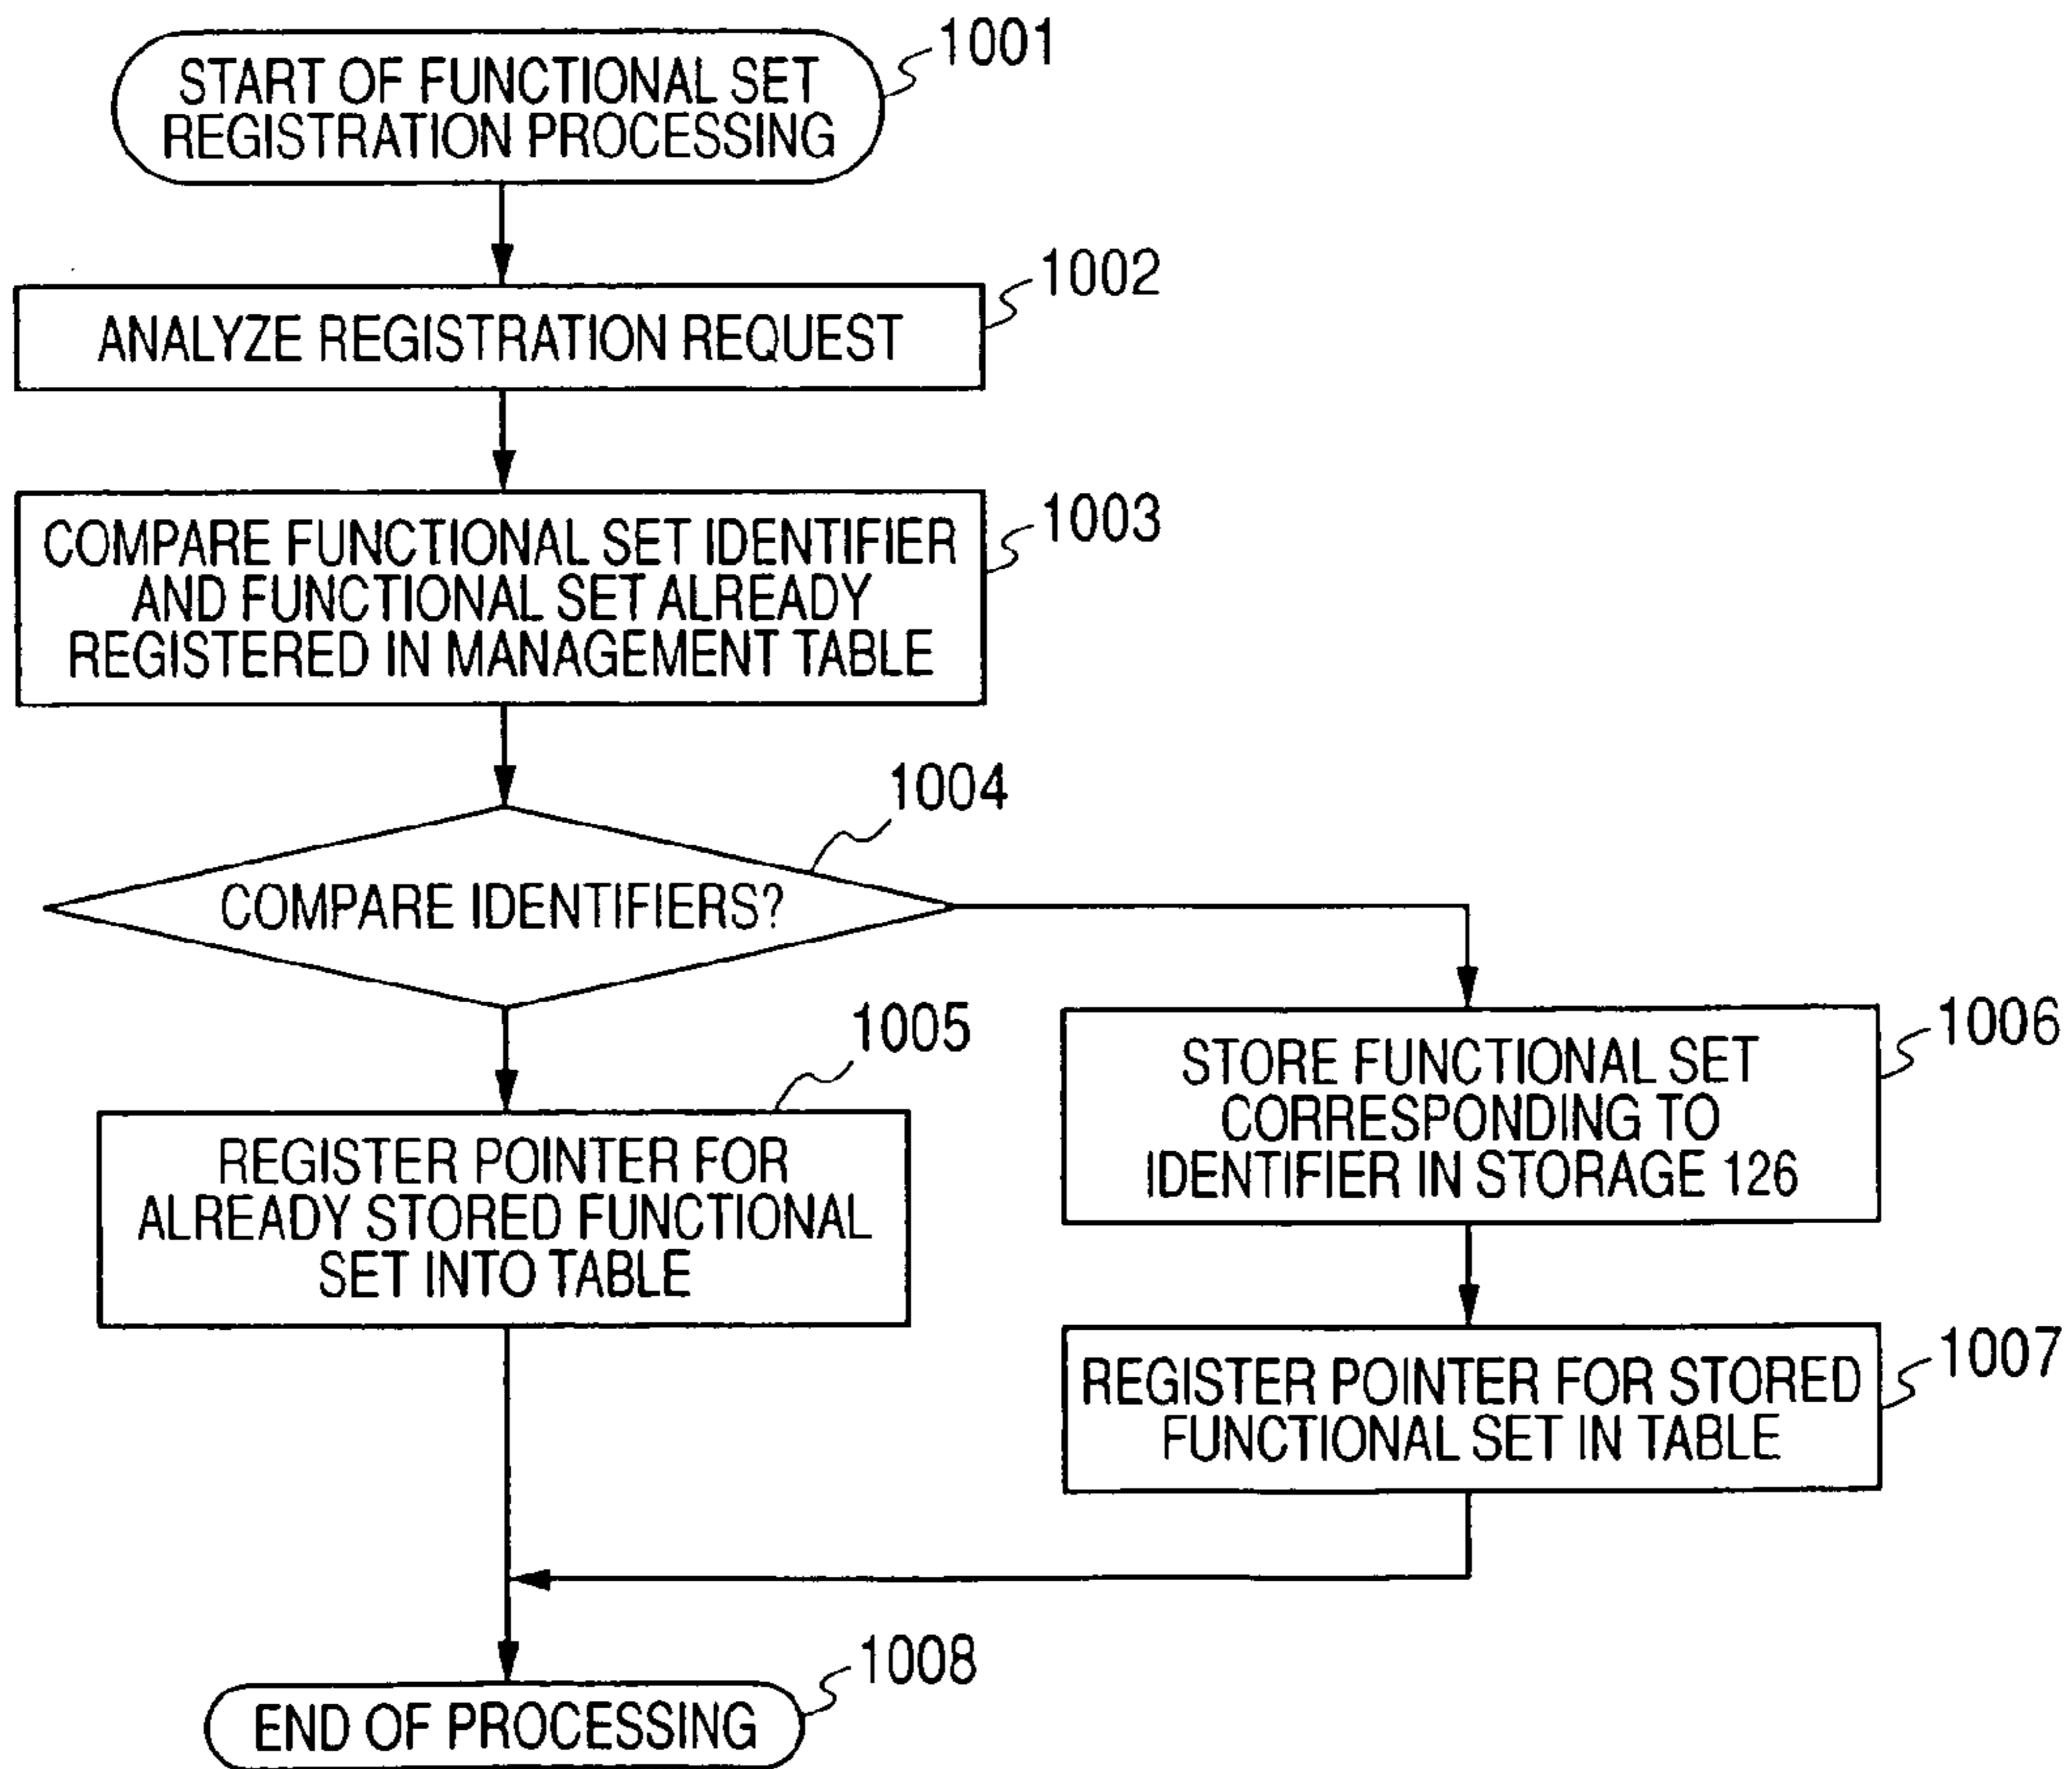 1001
START OF FUNCTIONAL SET
REGISTRATION PROCESSING
1002
ANALYZE REGISTRATION REQUEST
1003
COMPARE FUNCTIONAL SET IDENTIFIER
AND FUNCTIONAL SET ALREADY
REGISTERED IN MANAGEMENT TABLE
1004
COMPARE IDENTIFIERS?
1005
REGISTER POINTER FOR
ALREADY STORED FUNCTIONAL
SET INTO TABLE
1006
STORE FUNCTIONAL SET
CORRESPONDING TO
IDENTIFIER IN STORAGE 126
1007
REGISTER POINTER FOR STORED
FUNCTIONAL SET IN TABLE
1008
END OF PROCESSING